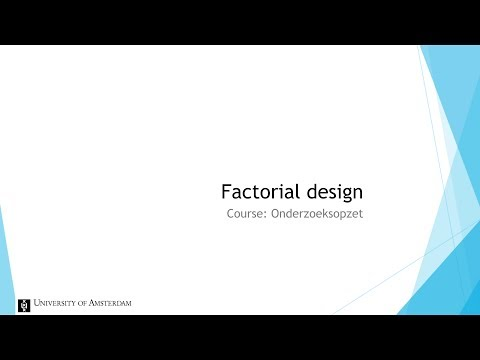 Factorial design
Course: Onderzoeksopzet
UNIVERSITY OF AMSTERDAM